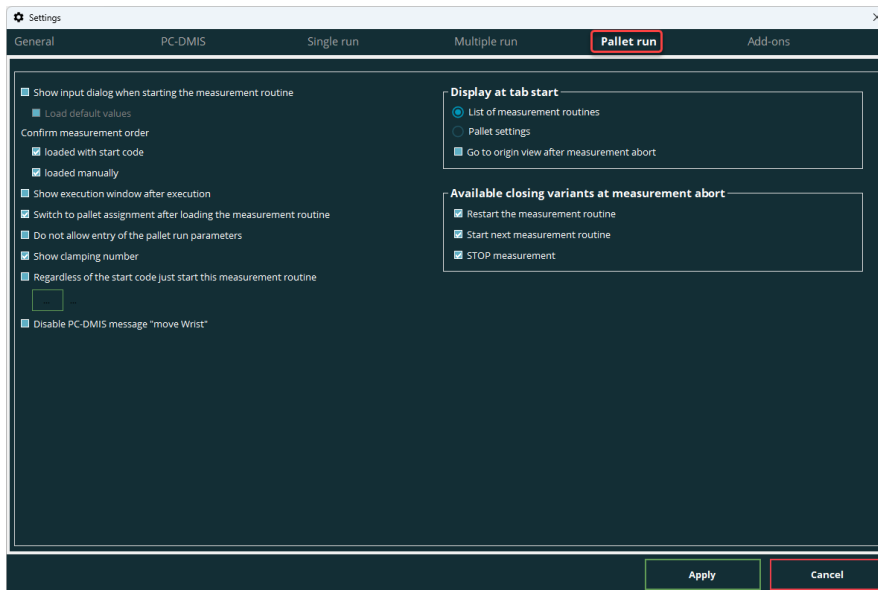 Settings
General PC-DMIS Single run Multiple run Pallet run Add-ons
Show input dialog when starting the measurement routine
Load default values
Confirm measurement order
loaded with start code
loaded manually
Show execution window after execution
Switch to pallet assignment after loading the measurement routine
Do not allow entry of the pallet run parameters
Show clamping number
Regardless of the start code just start this measurement routine
... ...
Disable PC-DMIS message "move Wrist"
Display at tab start
List of measurement routines
Pallet settings
Go to origin view after measurement abort
Available closing variants at measurement abort
Restart the measurement routine
Start next measurement routine
STOP measurement
Apply Cancel